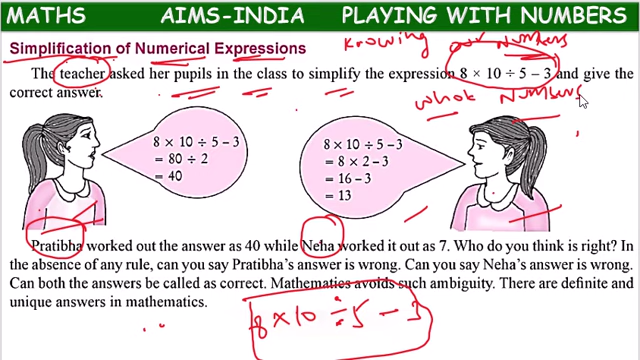 MATHS AIMS-INDIA PLAYING WITH NUMBERS
Simplification of Numerical Expressions
knowing our numbers
The teacher asked her pupils in the class to simplify the expression 8 × 10 ÷ 5 – 3 and give the
correct answer.
whole numbers
8 × 10 ÷ 5 – 3
= 80 ÷ 2
= 40
8 × 10 ÷ 5 – 3
= 8 × 2 – 3
= 16 – 3
= 13
Pratibha worked out the answer as 40 while Neha worked it out as 7. Who do you think is right? In
the absence of any rule, can you say Pratibha's answer is wrong. Can you say Neha's answer is wrong.
Can both the answers be called as correct. Mathematics avoids such ambiguity. There are definite and
unique answers in mathematics.
8 × 10 ÷ 5 – 3